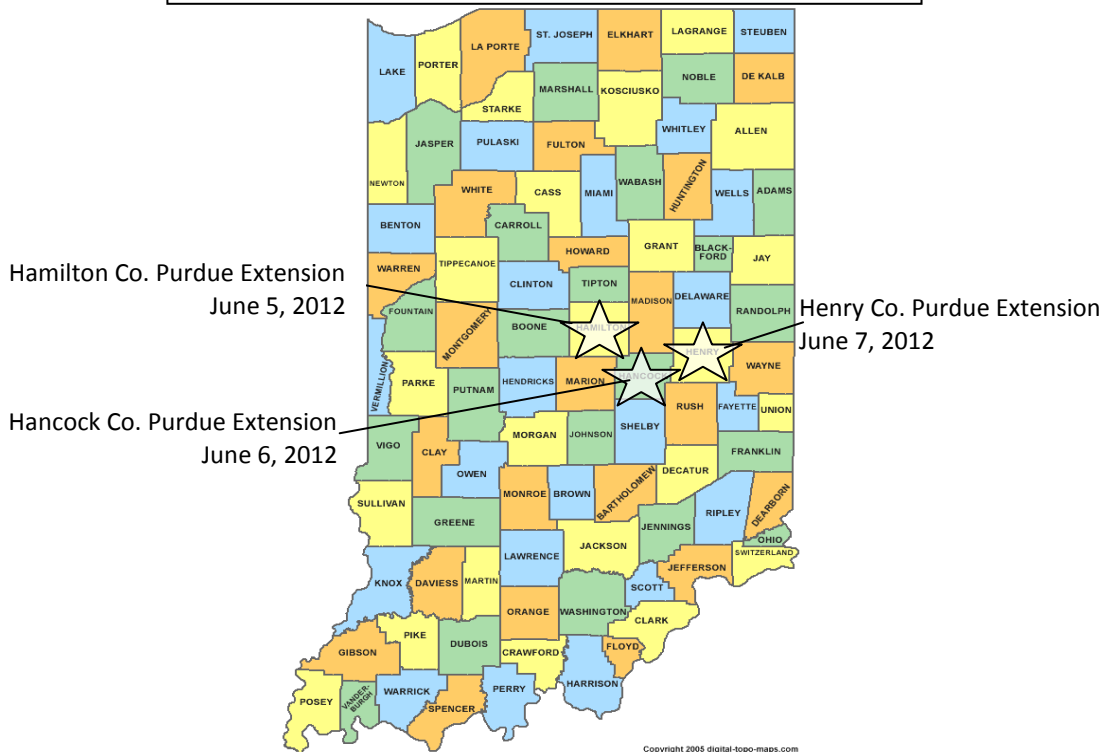 ST. JOSEPH
ELKHART
LAGRANGE
STEUBEN
LA PORTE
PORTER
LAKE
NOBLE
DE KALB
MARSHALL
KOSCIUSKO
STARKE
WHITLEY
ALLEN
JASPER
PULASKI
FULTON
NEWTON
WHITE
CASS
MIAMI
WABASH
HUNTINGTON
WELLS
ADAMS
BENTON
CARROLL
GRANT
BLACK-
FORD
JAY
HOWARD
TIPPECANOE
WARREN
CLINTON
TIPTON
MADISON
DELAWARE
RANDOLPH
Hamilton Co. Purdue Extension
June 5, 2012
FOUNTAIN
MONTGOMERY
BOONE
HAMILTON
HENRY
Henry Co. Purdue Extension
June 7, 2012
VERMILLION
PARKE
PUTNAM
HENDRICKS
MARION
HANCOCK
WAYNE
RUSH
FAYETTE
UNION
Hancock Co. Purdue Extension
June 6, 2012
VIGO
CLAY
MORGAN
JOHNSON
SHELBY
FRANKLIN
OWEN
DECATUR
SULLIVAN
GREENE
MONROE
BROWN
BARTHOLOMEW
JENNINGS
RIPLEY
DEARBORN
OHIO
SWITZERLAND
LAWRENCE
JACKSON
JEFFERSON
KNOX
DAVIESS
MARTIN
SCOTT
ORANGE
WASHINGTON
CLARK
PIKE
DUBOIS
GIBSON
CRAWFORD
FLOYD
HARRISON
POSEY
VANDER-
BURGH
WARRICK
SPENCER
PERRY
Copyright 2005 digital-topo-maps.com